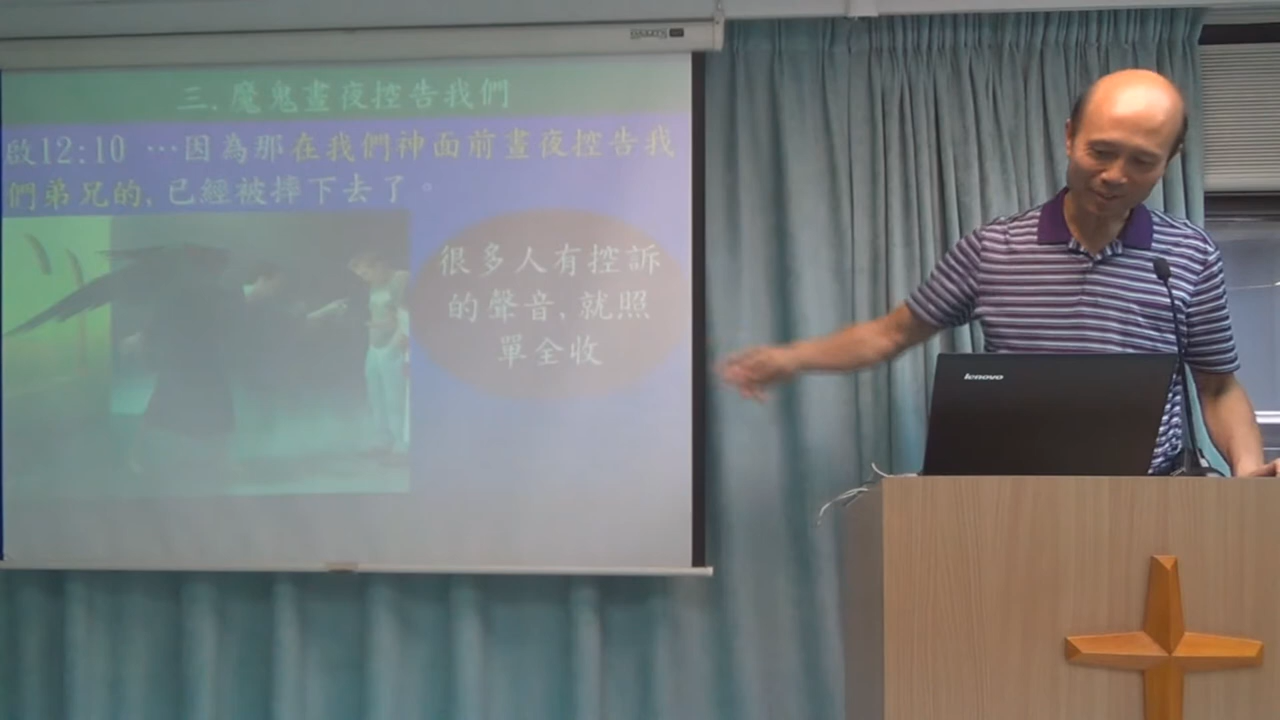 三. 魔鬼晝夜控告我們
啟12:10 …因為那在我們神面前晝夜控告我
們弟兄的, 已經被摔下去了。
很多人有控訴
的聲音, 就照
單全收
lenovo